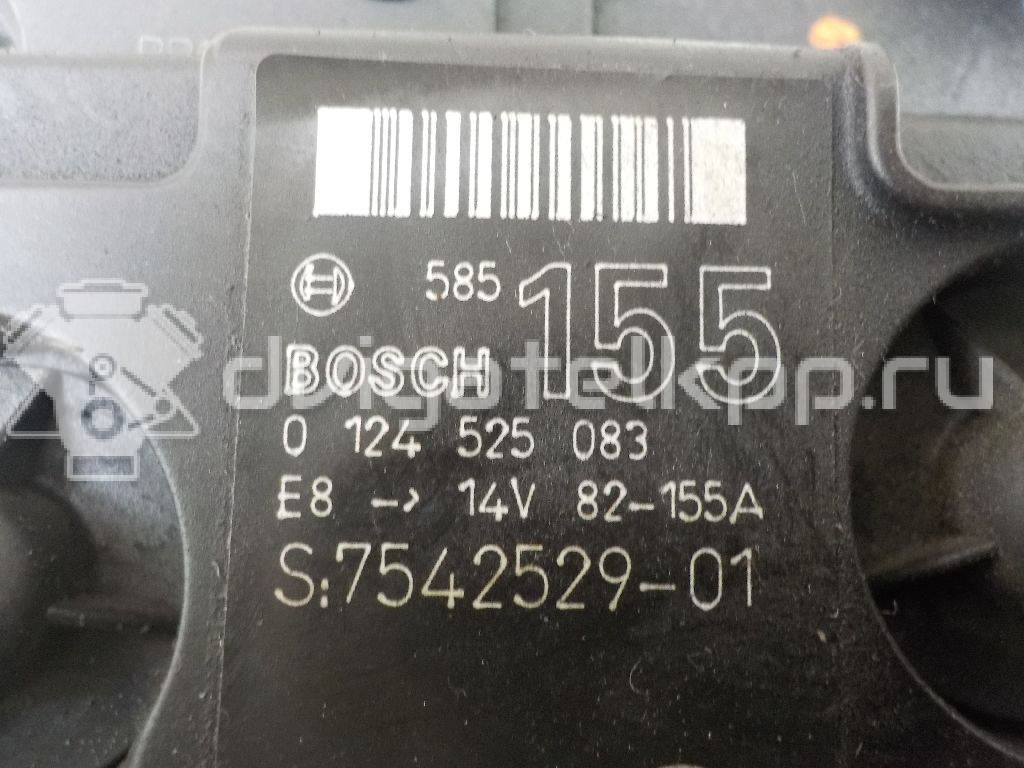 585 155
BOSCH
0 124 525 083
E8 -> 14V 82-155A
S:7542529-01
dvigatelkpp.ru